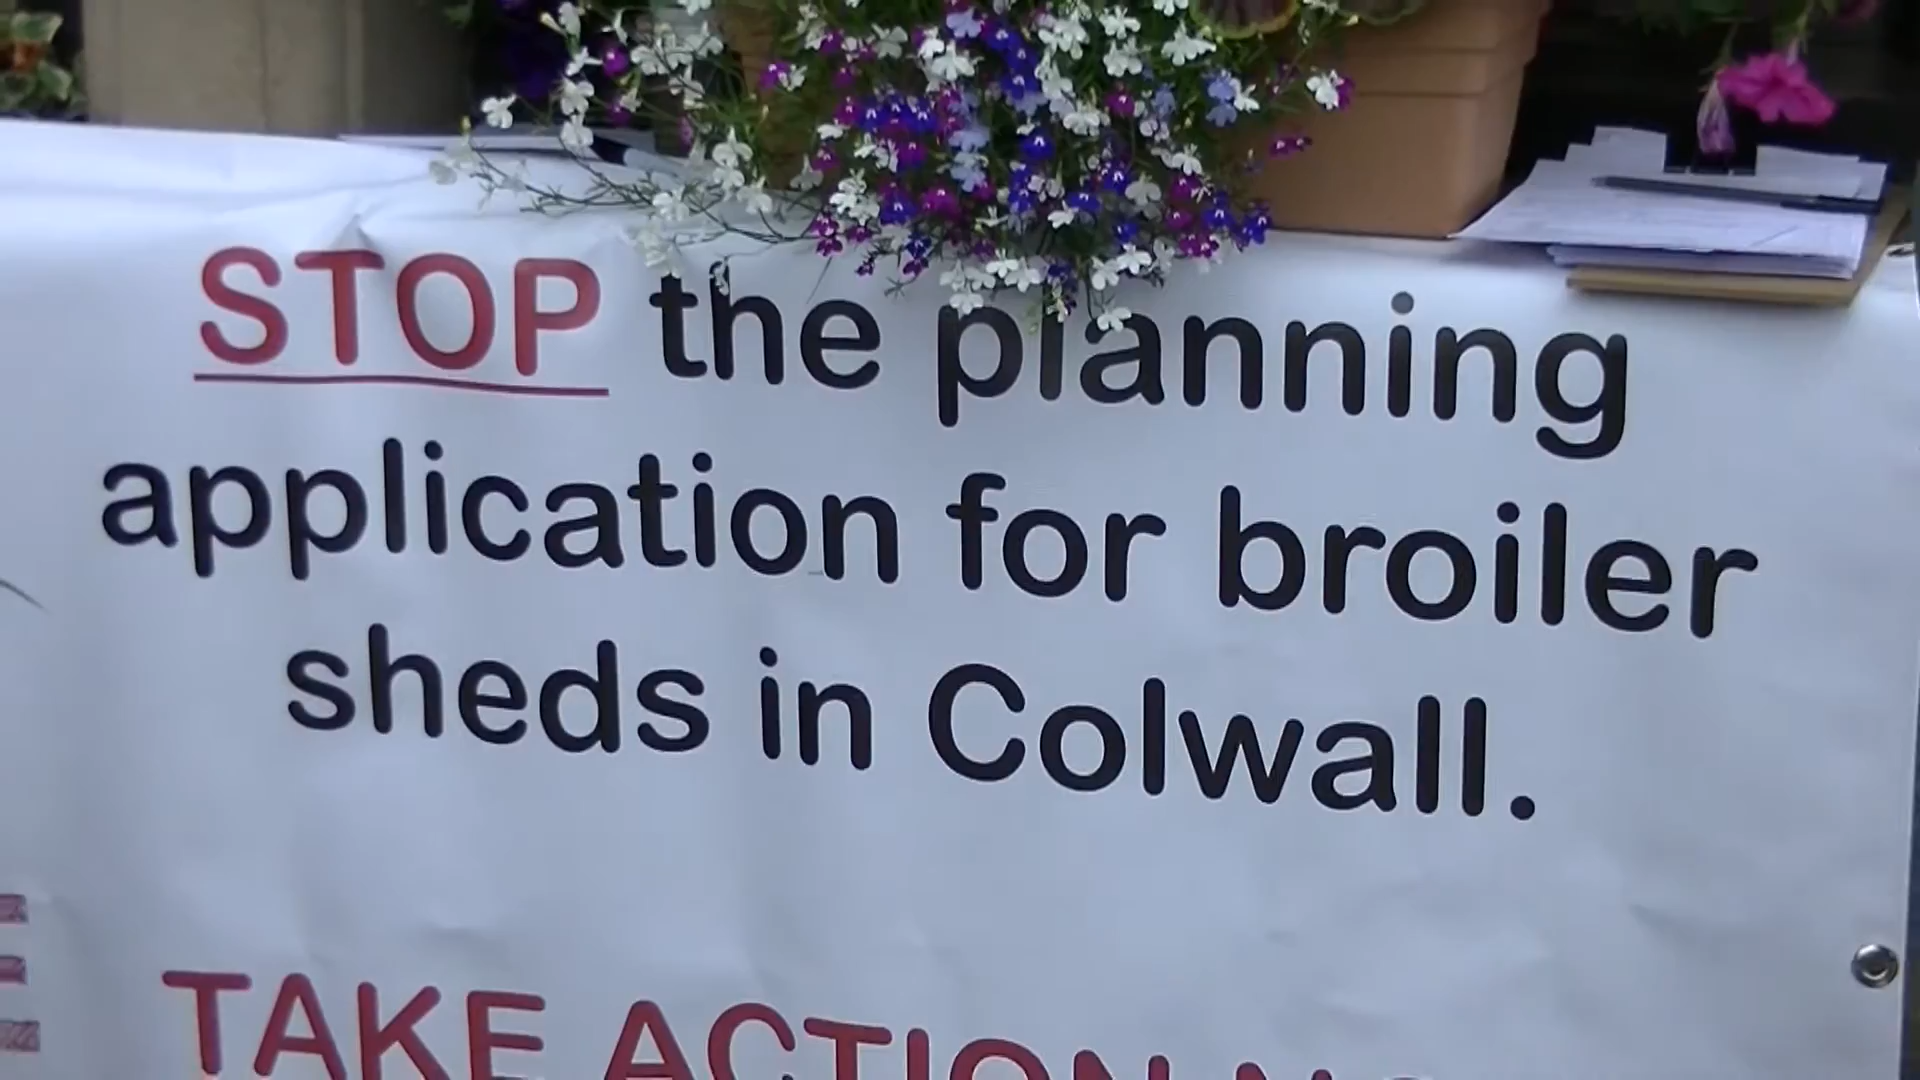 STOP the planning
application for broiler
sheds in Colwall.
TAKE ACTION